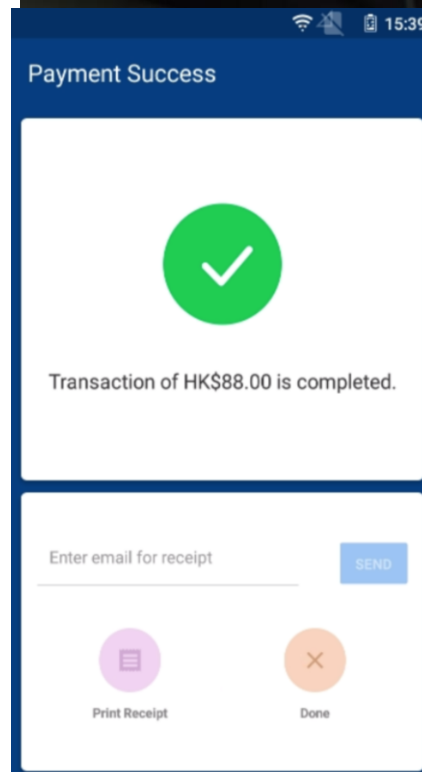 15:39
Payment Success
Transaction of HK$88.00 is completed.
Enter email for receipt
SEND
Print Receipt
Done